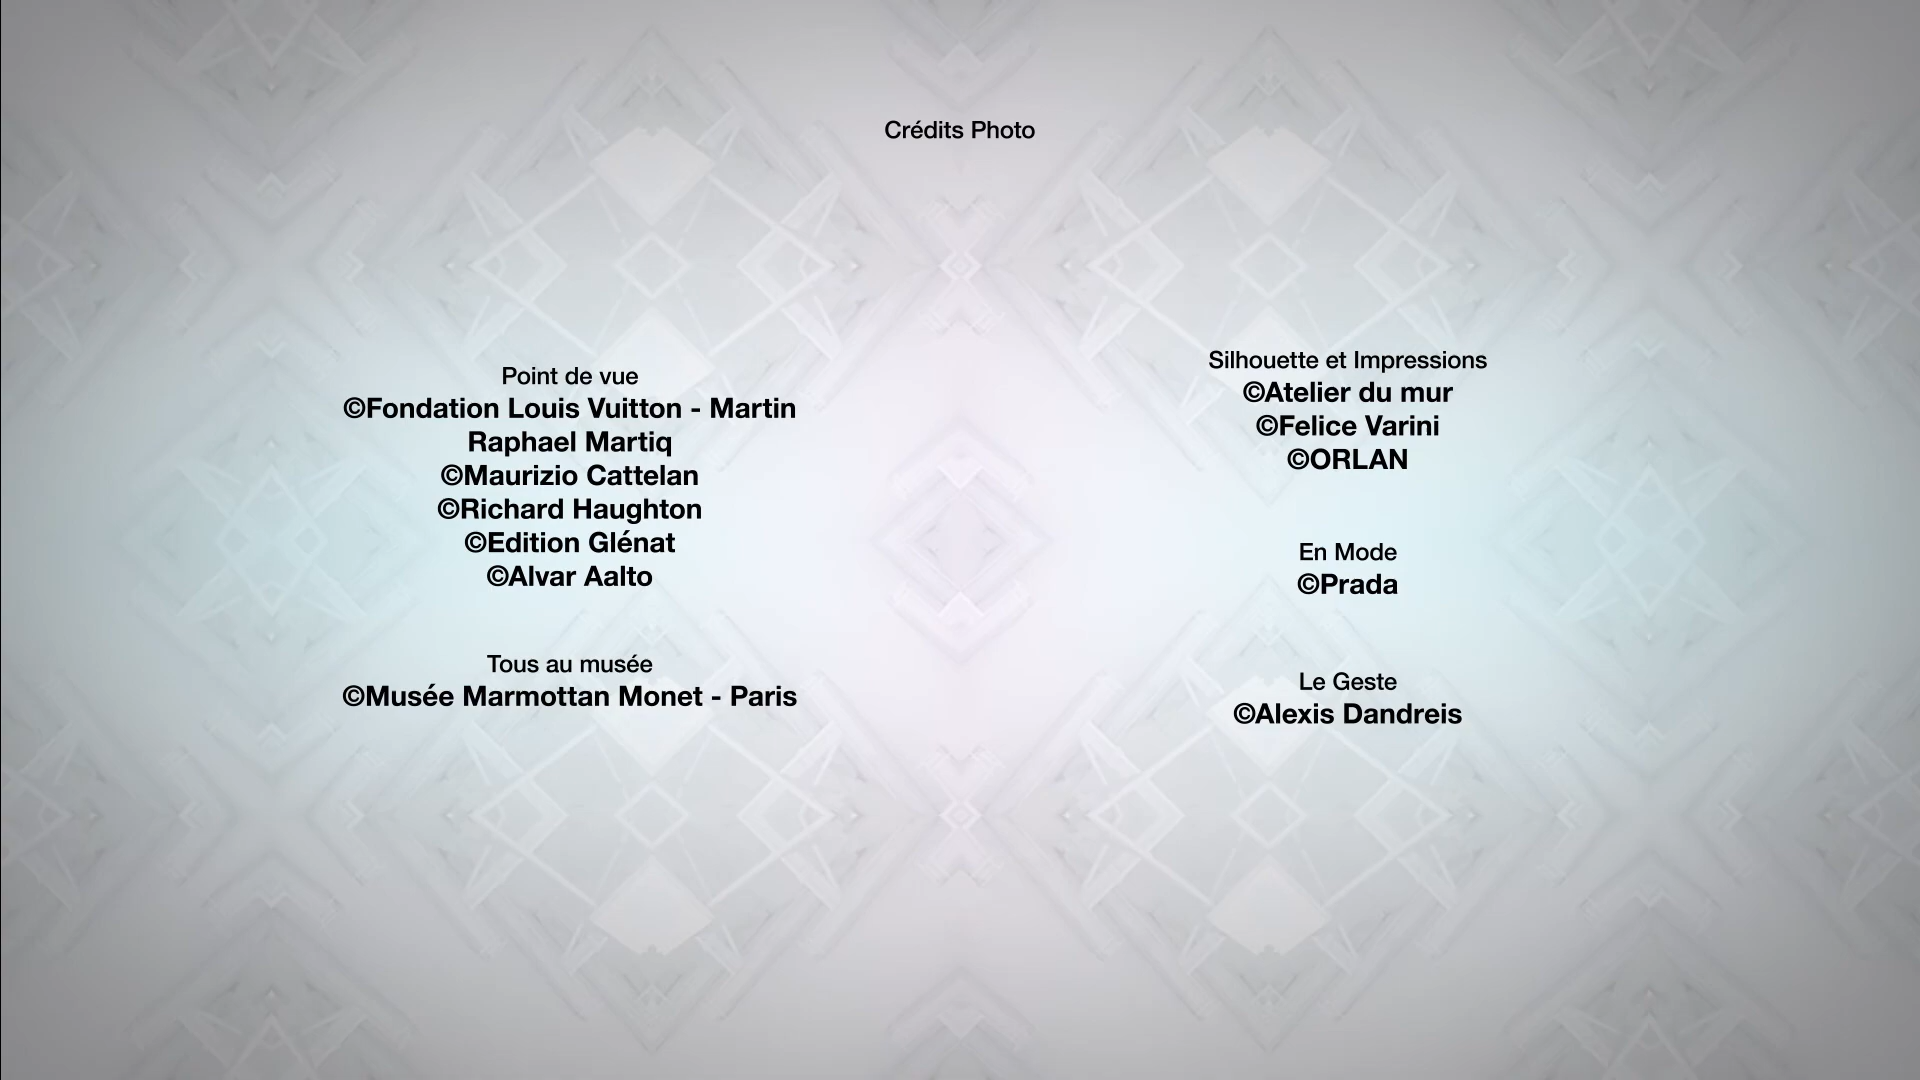 Crédits Photo
Point de vue
©Fondation Louis Vuitton - Martin
Raphael Martiq
©Maurizio Cattelan
©Richard Haughton
©Edition Glénat
©Alvar Aalto
Tous au musée
©Musée Marmottan Monet - Paris
Silhouette et Impressions
©Atelier du mur
©Felice Varini
©ORLAN
En Mode
©Prada
Le Geste
©Alexis Dandreis